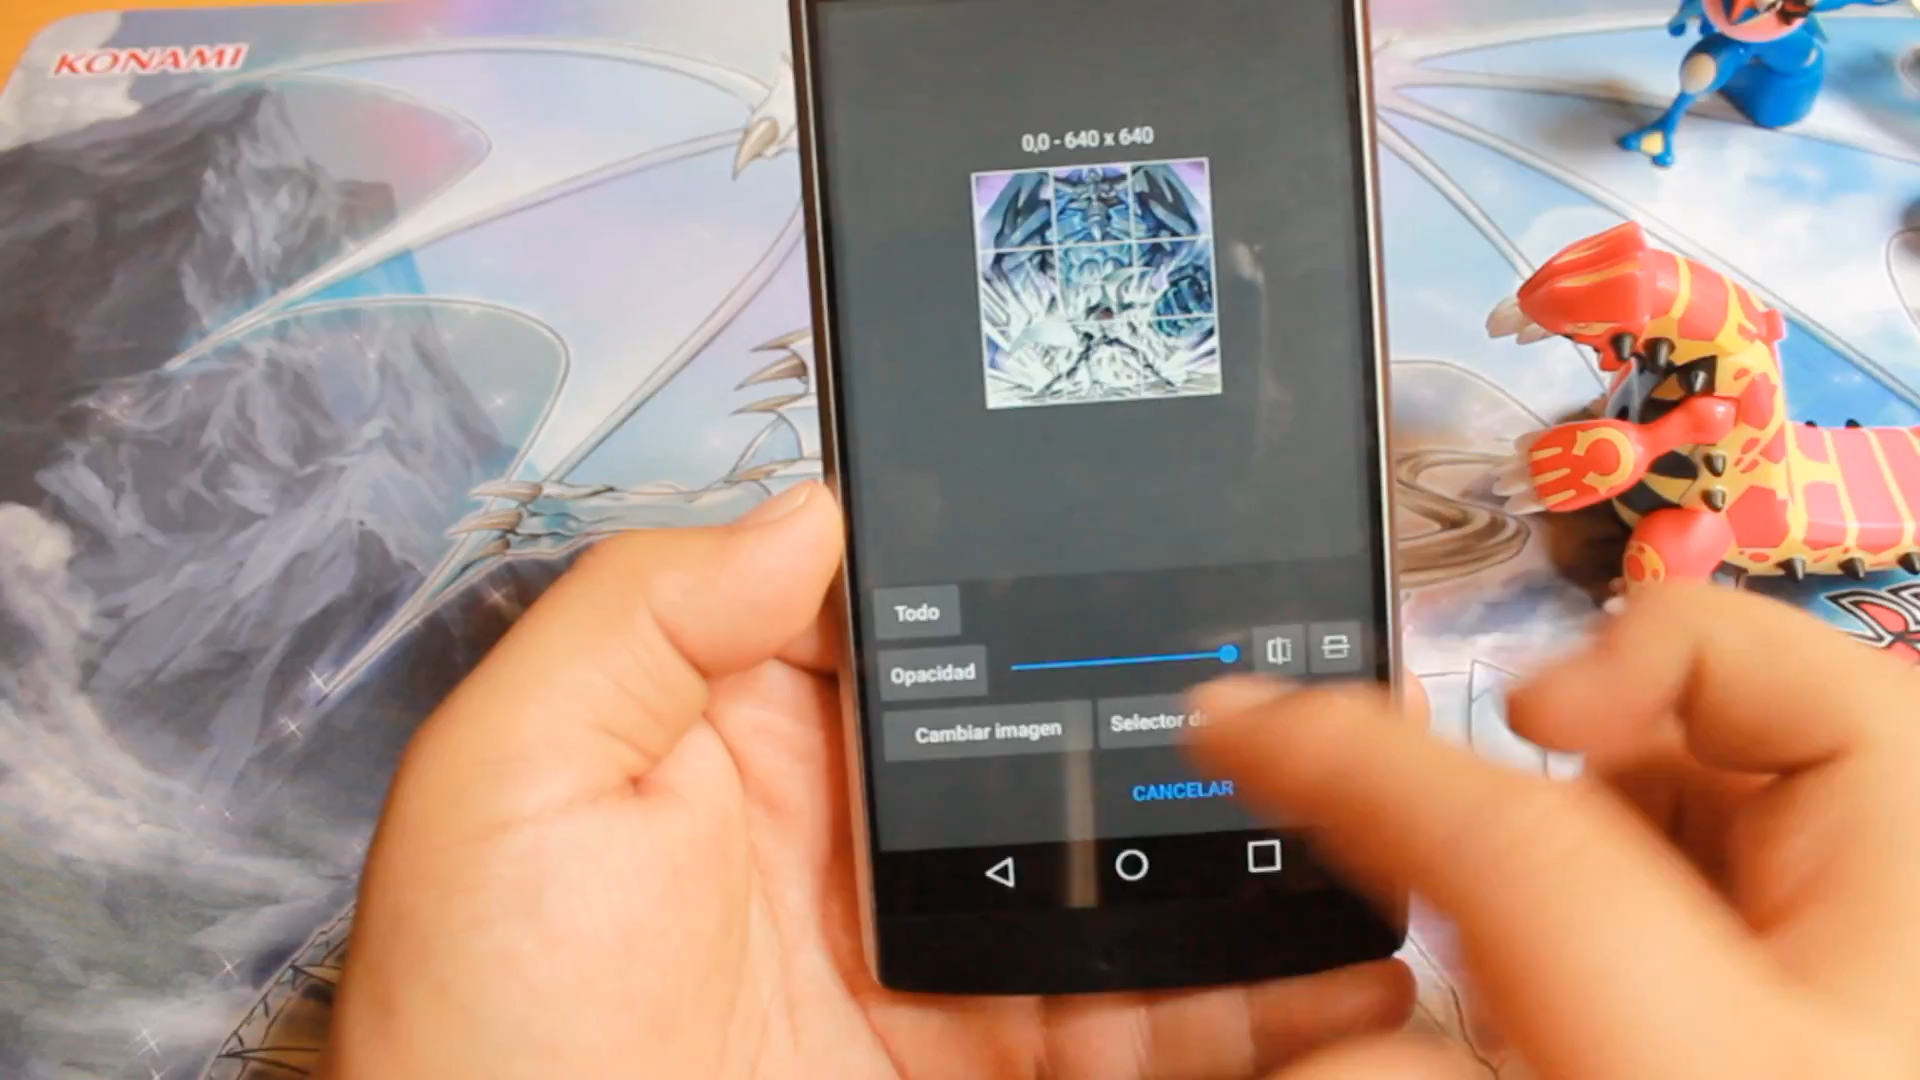 KONAMI
0,0 - 640 x 640
Todo
Opacidad
Cambiar imagen
Selector
CANCELAR